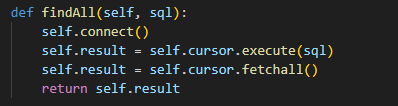 def findAll(self, sql):
    self.connect()
    self.result = self.cursor.execute(sql)
    self.result = self.cursor.fetchall()
    return self.result